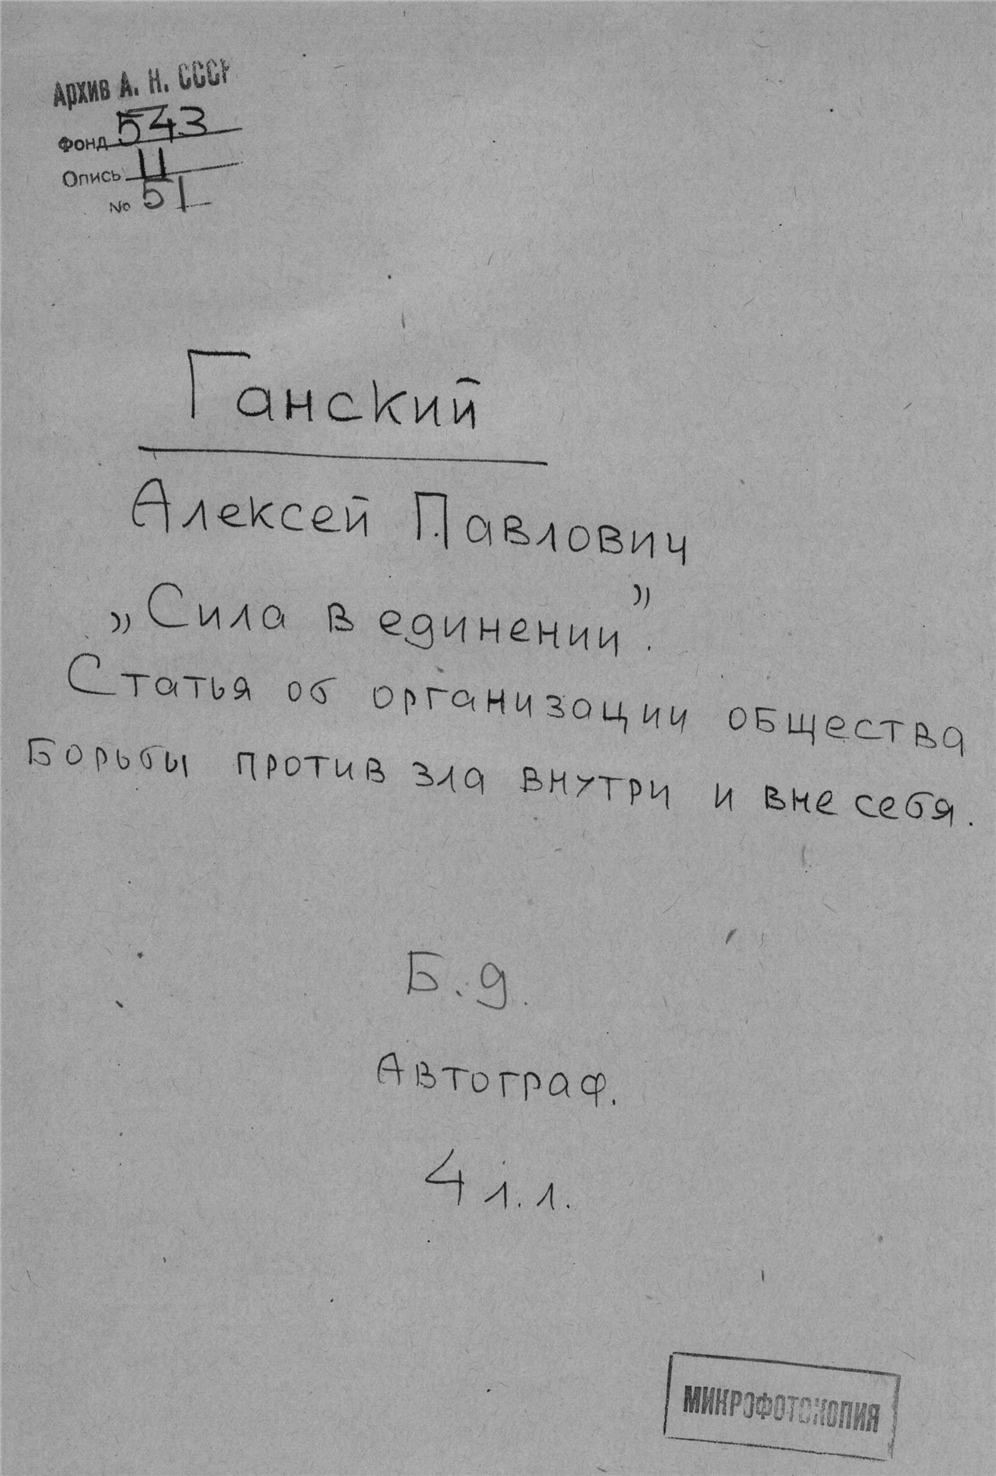 Архив А. Н. СССР
Фонд 543
Опись II
No 51
Ганский
Алексей Павлович
„Сила в единении”.
Статья об организации общества
Борьбы против зла внутри и вне себя.
Б.д.
Автограф.
4 л.л.
МИКРОФОТОКОПИЯ